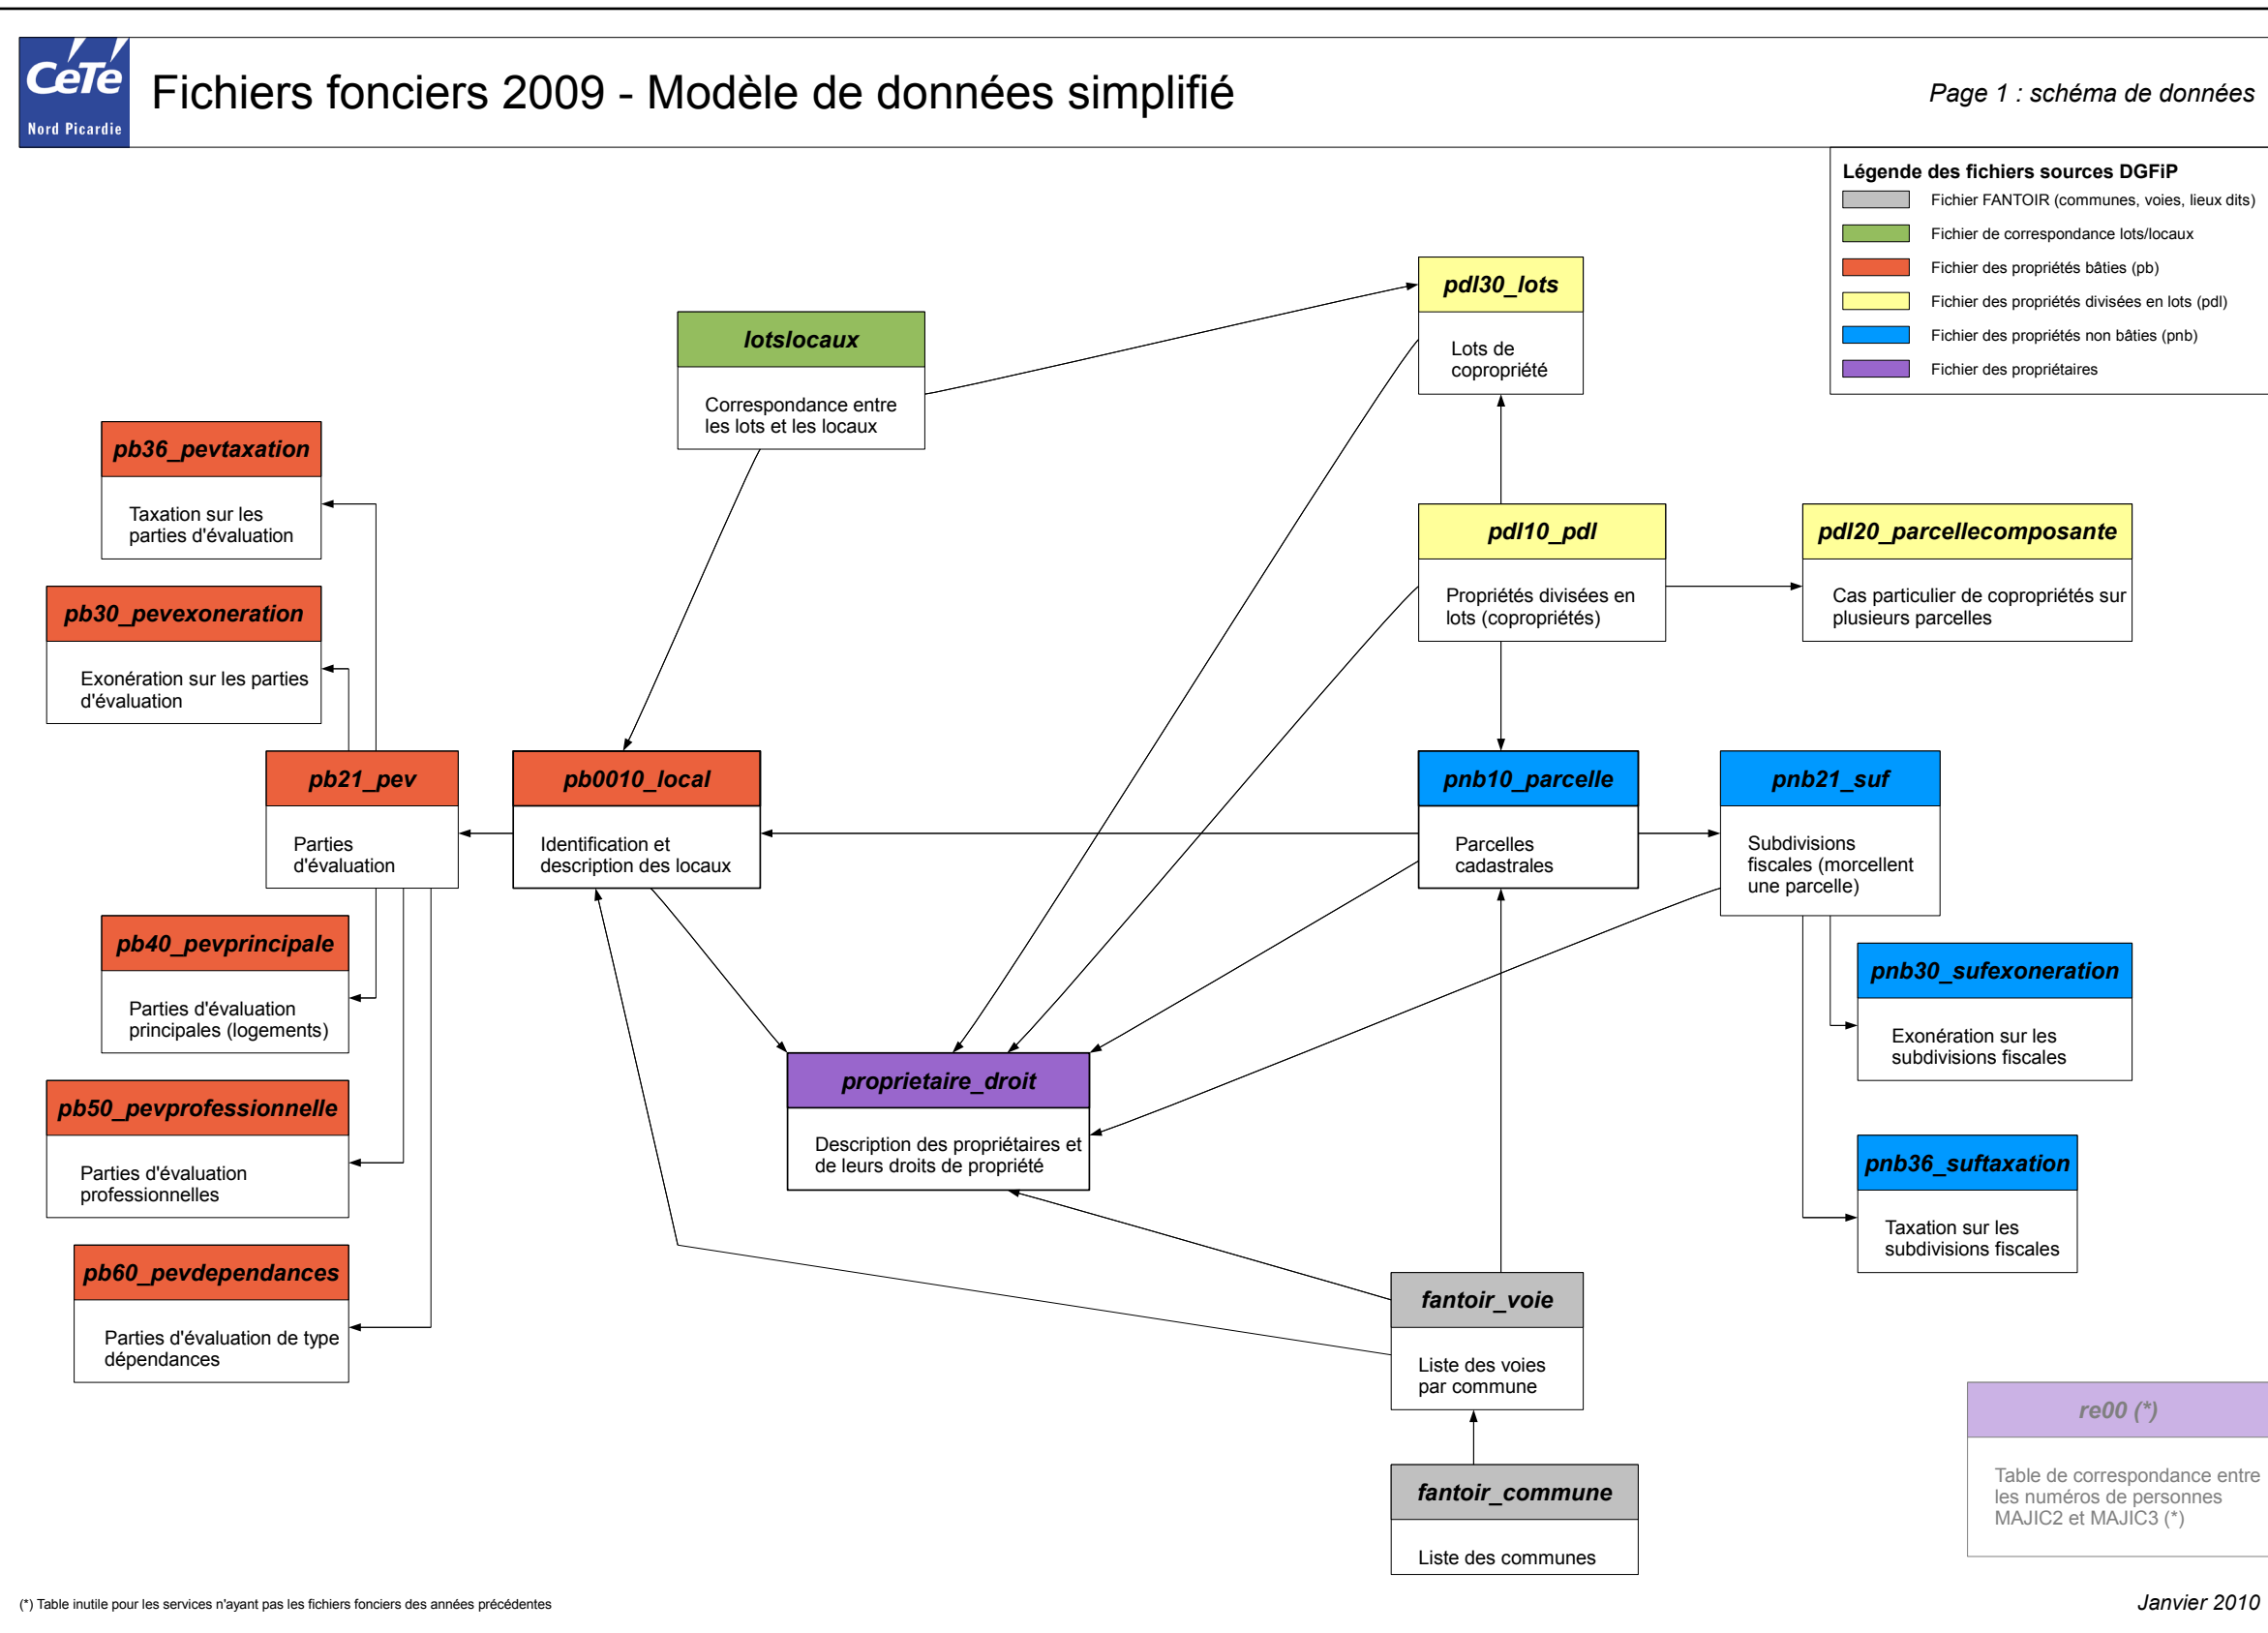 CéTé
Nord Picardie
Fichiers fonciers 2009 - Modèle de données simplifié
Page 1 : schéma de données
Légende des fichiers sources DGFiP
Fichier FANTOIR (communes, voies, lieux dits)
Fichier de correspondance lots/locaux
Fichier des propriétés bâties (pb)
Fichier des propriétés divisées en lots (pdl)
Fichier des propriétés non bâties (pnb)
Fichier des propriétaires
pdl30_lots
Lots de
copropriété
lotslocaux
Correspondance entre
les lots et les locaux
pb36_pevtaxation
Taxation sur les
parties d'évaluation
pdl10_pdl
Propriétés divisées en
lots (copropriétés)
pdl20_parcellecomposante
Cas particulier de copropriétés sur
plusieurs parcelles
pb30_pevexoneration
Exonération sur les parties
d'évaluation
pb21_pev
Parties
d'évaluation
pb0010_local
Identification et
description des locaux
pnb10_parcelle
Parcelles
cadastrales
pnb21_suf
Subdivisions
fiscales (morcellent
une parcelle)
pb40_pevprincipale
Parties d'évaluation
principales (logements)
pnb30_sufexoneration
Exonération sur les
subdivisions fiscales
proprietaire_droit
Description des propriétaires et
de leurs droits de propriété
pb50_pevprofessionnelle
Parties d'évaluation
professionnelles
pnb36_suftaxation
Taxation sur les
subdivisions fiscales
pb60_pevdependances
Parties d'évaluation de type
dépendances
fantoir_voie
Liste des voies
par commune
re00 (*)
Table de correspondance entre
les numéros de personnes
MAJIC2 et MAJIC3 (*)
fantoir_commune
Liste des communes
(*) Table inutile pour les services n'ayant pas les fichiers fonciers des années précédentes
Janvier 2010